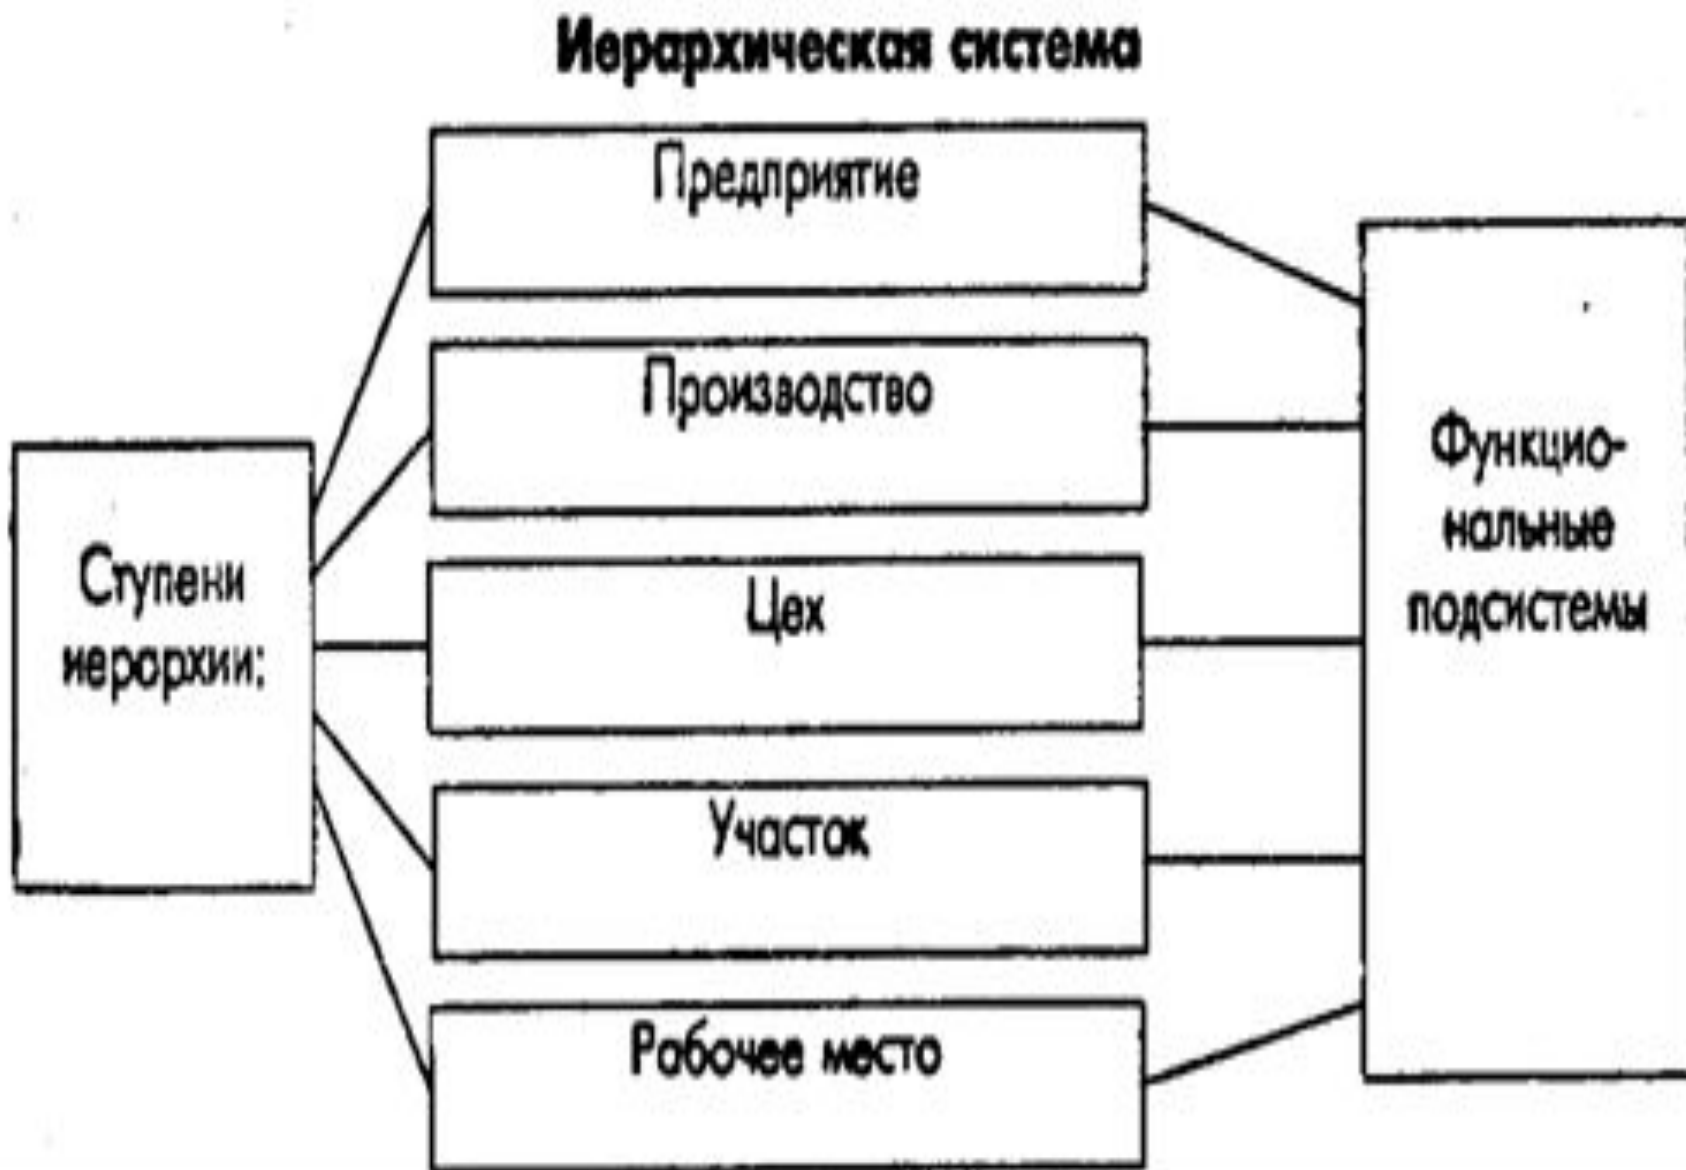 Иерархическая система
Предприятие
Производство
Цех
Участок
Рабочее место
Ступени
иерархии:
Функцио-
нальные
подсистемы